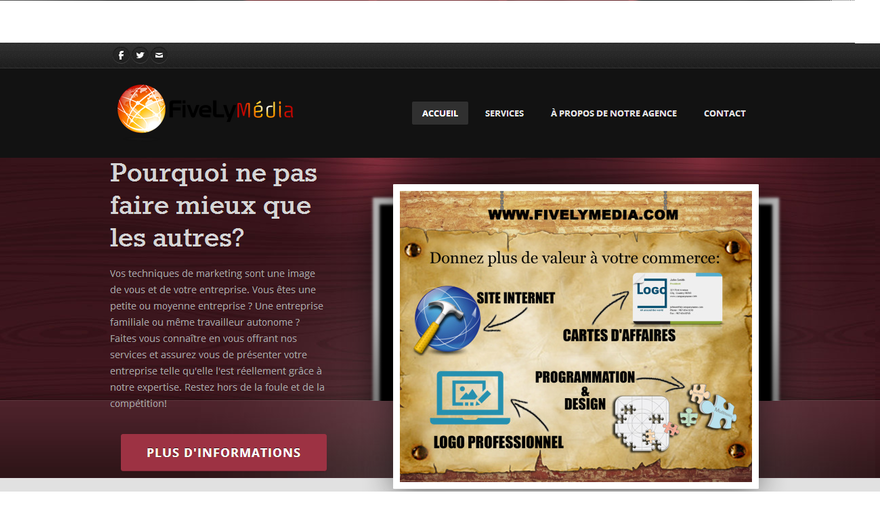 FiveLyMédia
ACCUEIL
SERVICES
À PROPOS DE NOTRE AGENCE
CONTACT
Pourquoi ne pas
faire mieux que
les autres?
Vos techniques de marketing sont une image
de vous et de votre entreprise. Vous êtes une
petite ou moyenne entreprise ? Une entreprise
familiale ou même travailleur autonome ?
Faites vous connaître en vous offrant nos
services et assurez vous de présenter votre
entreprise telle qu'elle l'est réellement grâce à
notre expertise. Restez hors de la foule et de la
compétition!
PLUS D'INFORMATIONS
WWW.FIVELYMEDIA.COM
Donnez plus de valeur à votre commerce:
SITE INTERNET
LOGO
CARTES D'AFFAIRES
PROGRAMMATION
&
DESIGN
LOGO PROFESSIONNEL